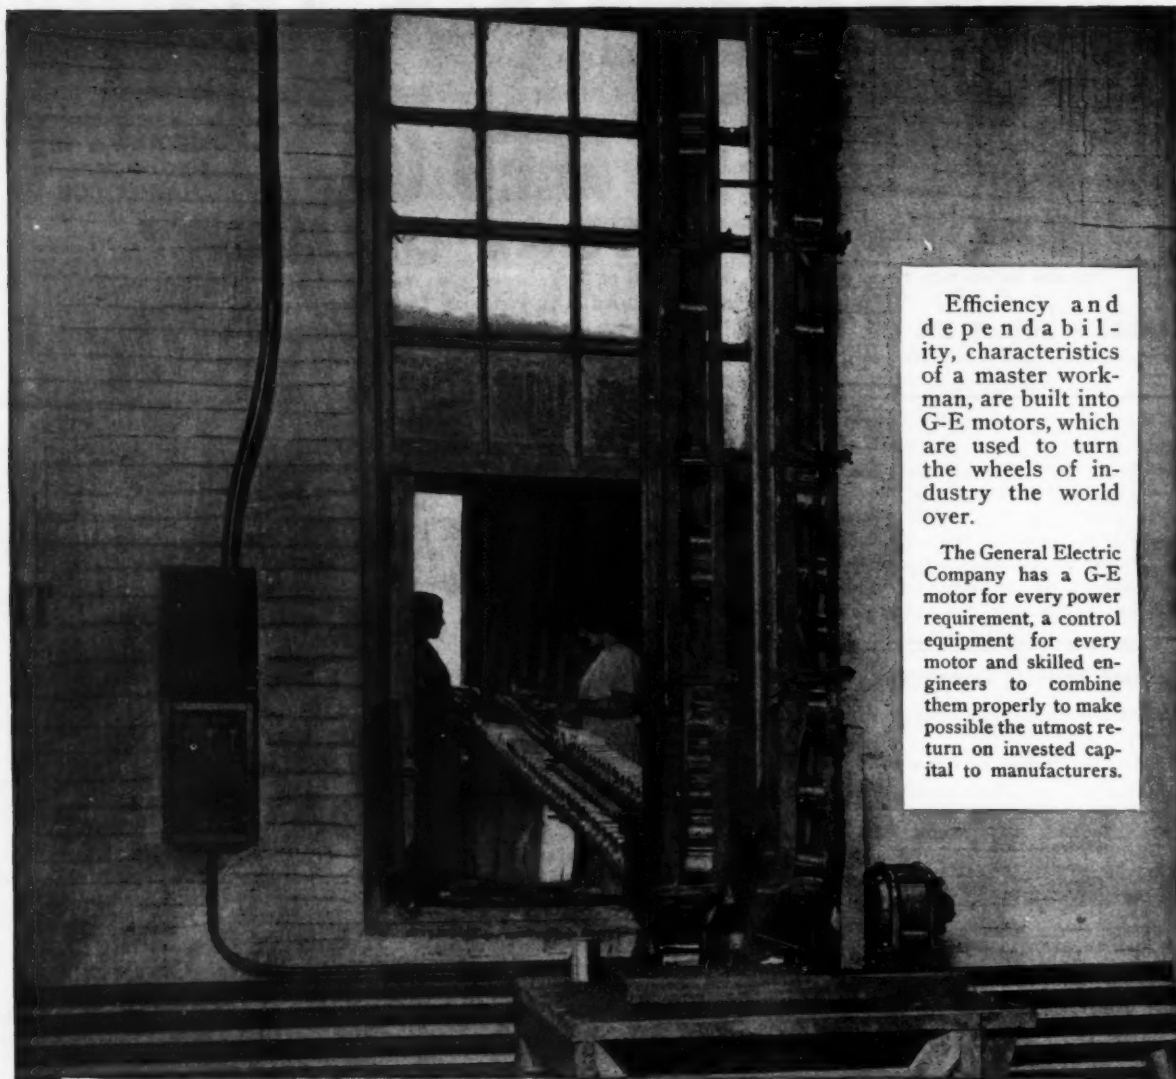 Efficiency and
dependabil-
ity, characteristics
of a master work-
man, are built into
G-E motors, which
are used to turn
the wheels of in-
dustry the world
over.
The General Electric
Company has a G-E
motor for every power
requirement, a control
equipment for every
motor and skilled en-
gineers to combine
them properly to make
possible the utmost re-
turn on invested cap-
ital to manufacturers.